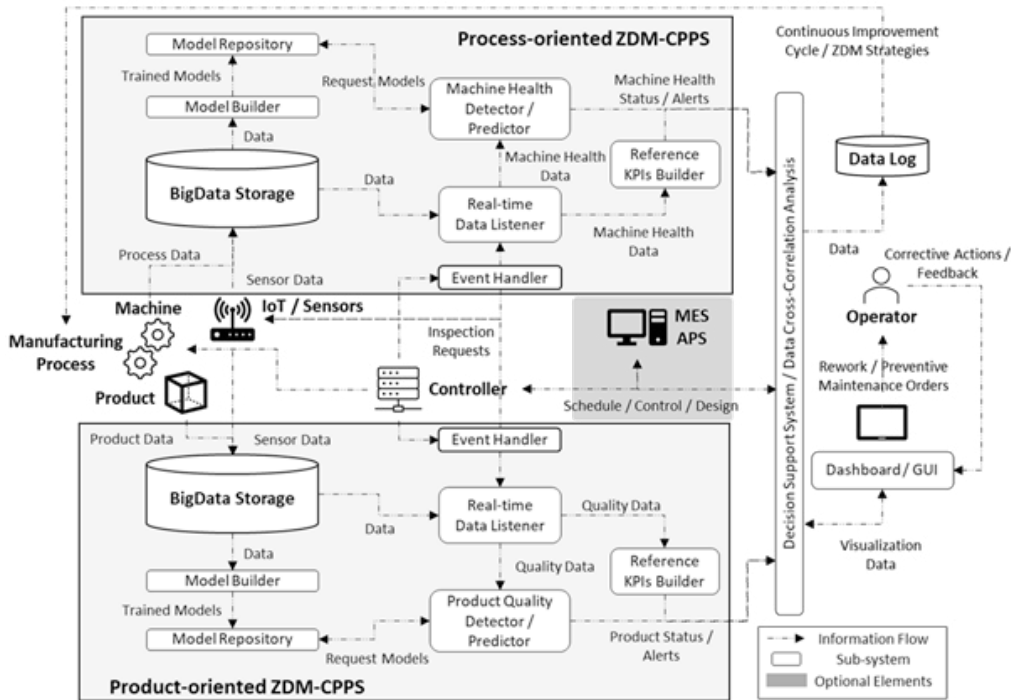 Process-oriented ZDM-CPPS
Model Repository
Trained Models
Model Builder
Data
BigData Storage
Process Data
Sensor Data
Request Models
Machine Health
Detector /
Predictor
Machine Health
Data
Data
Real-time
Data Listener
Event Handler
Machine Health
Status / Alerts
Reference
KPIs Builder
Machine Health
Data
Continuous Improvement
Cycle / ZDM Strategies
Data Log
Data
Decision Support System / Data Cross-Correlation Analysis
Corrective Actions /
Feedback
Operator
Rework / Preventive
Maintenance Orders
Dashboard / GUI
Visualization
Data
Machine
Manufacturing
Process
Product
IoT / Sensors
Inspection
Requests
Controller
MES
APS
Schedule / Control / Design
Product Data
Sensor Data
Event Handler
BigData Storage
Data
Real-time
Data Listener
Quality Data
Quality Data
Reference
KPIs Builder
Data
Model Builder
Trained Models
Model Repository
Request Models
Product Quality
Detector /
Predictor
Product Status /
Alerts
Product-oriented ZDM-CPPS
Information Flow
Sub-system
Optional Elements